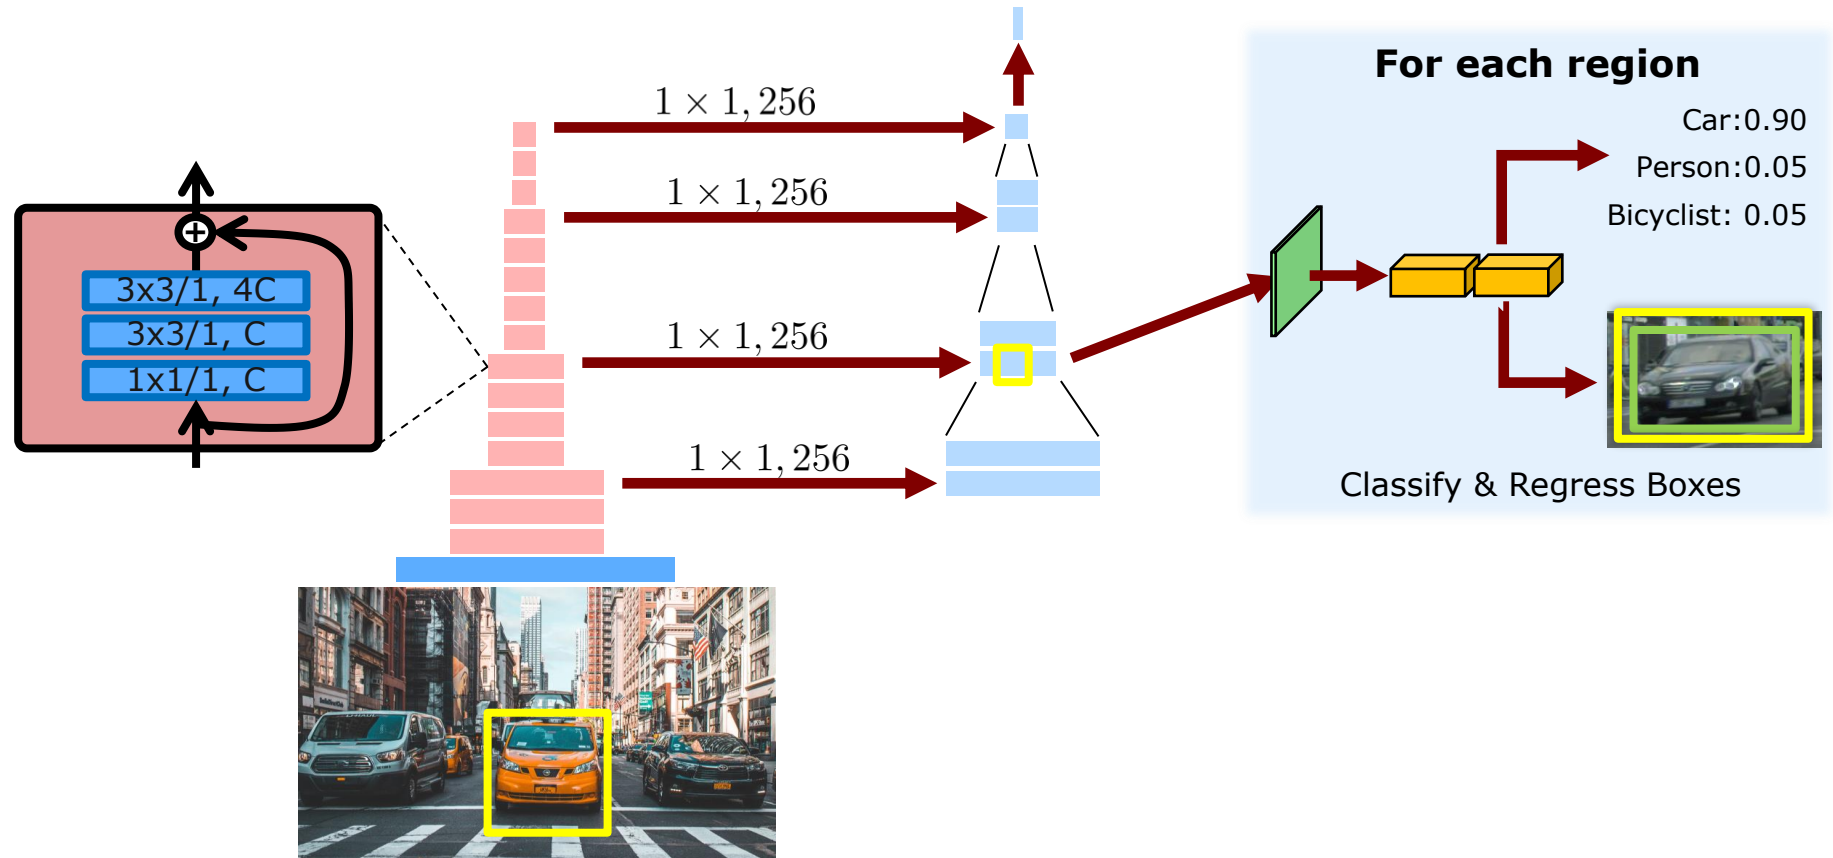 3x3/1, 4C
3x3/1, C
1x1/1, C
1 × 1, 256
1 × 1, 256
1 × 1, 256
1 × 1, 256
For each region
Car:0.90
Person:0.05
Bicyclist: 0.05
Classify & Regress Boxes